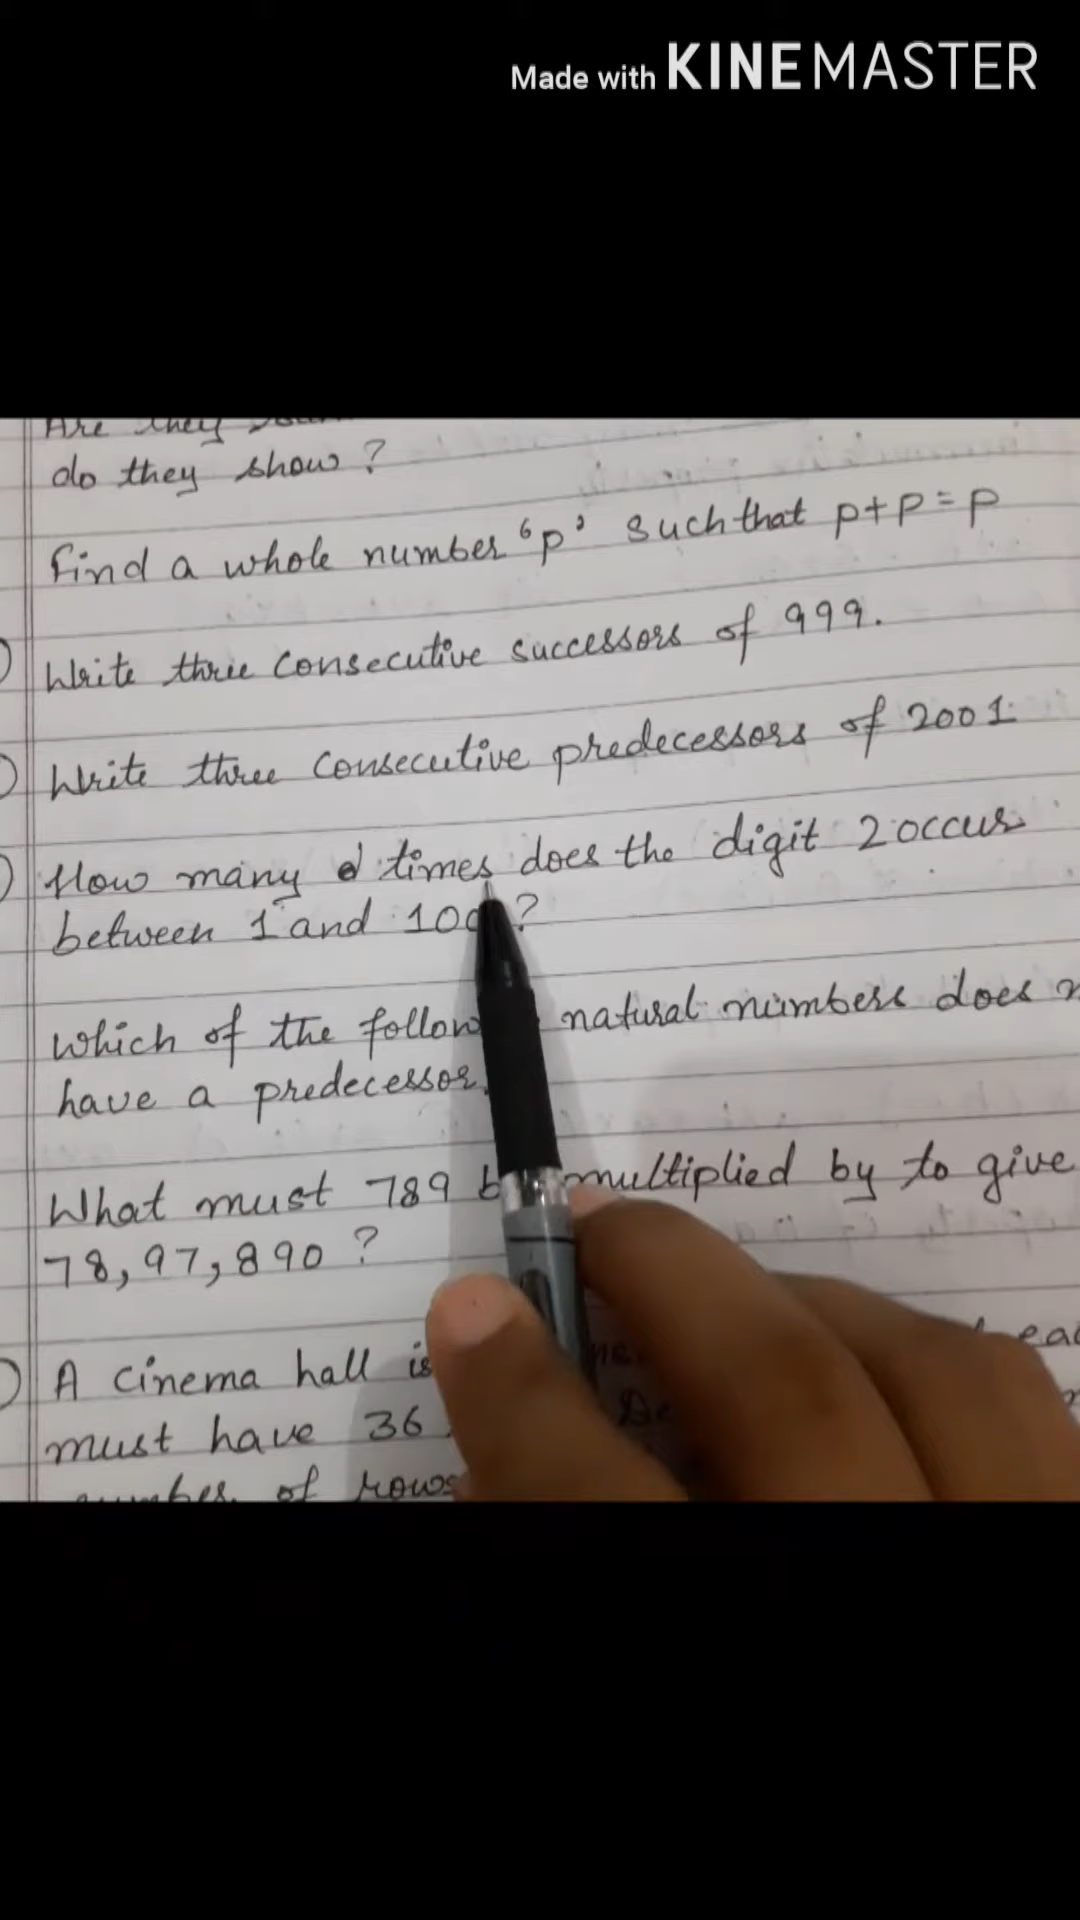 Made with KINEMASTER
Are they
do they show ?
Find a whole number 'p' such that p+p=p
Write three consecutive successors of 999.
Write three consecutive predecessors of 2001.
How many times does the digit 2 occur
between 1 and 100 ?
Which of the natural numbers does
have a predecessor
What must 789 multiplied by to give
78,97,890 ?
A cinema hall is
must have 36
of rows